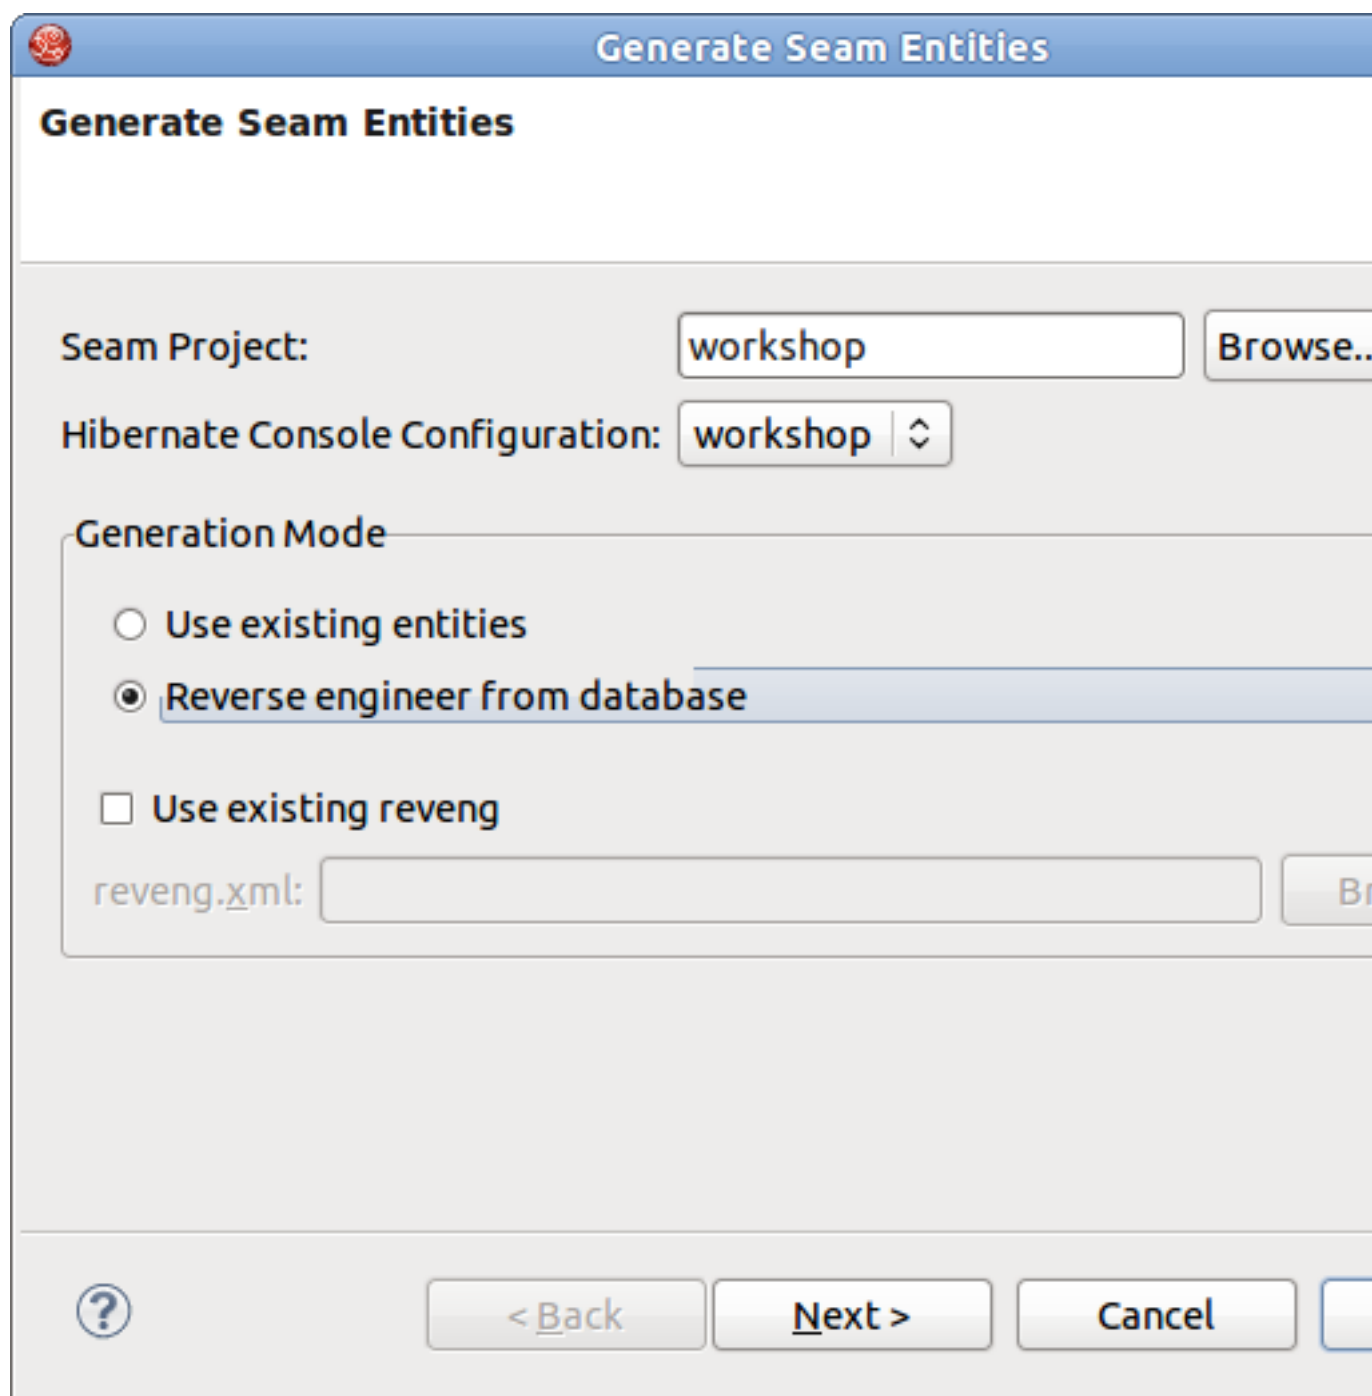 Generate Seam Entities
Generate Seam Entities
Seam Project: workshop Browse..
Hibernate Console Configuration: workshop
Generation Mode
Use existing entities
Reverse engineer from database
Use existing reveng
reveng.xml: Br
? < Back Next > Cancel